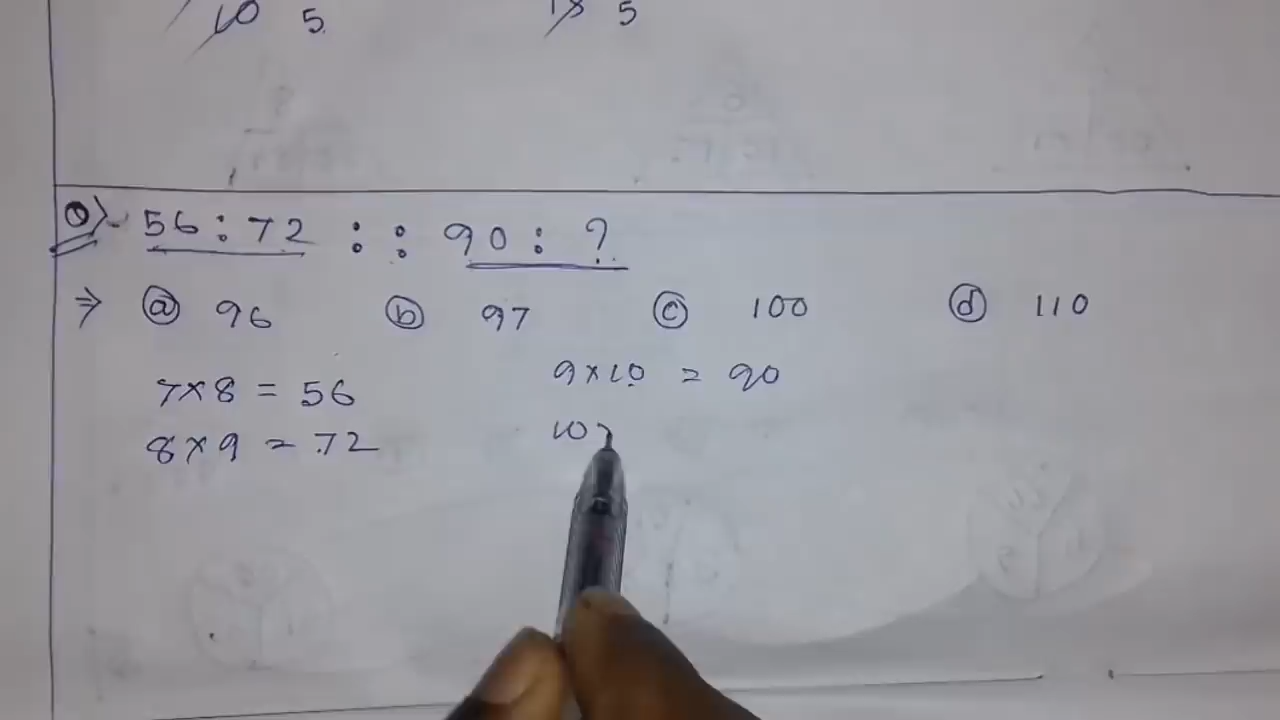 10 5 18 5
Q>- 56 : 72 : : 90 : ?
⇒ (a) 96 (b) 97 (c) 100 (d) 110
7×8 = 56 9×10 = 90
8×9 = 72 10